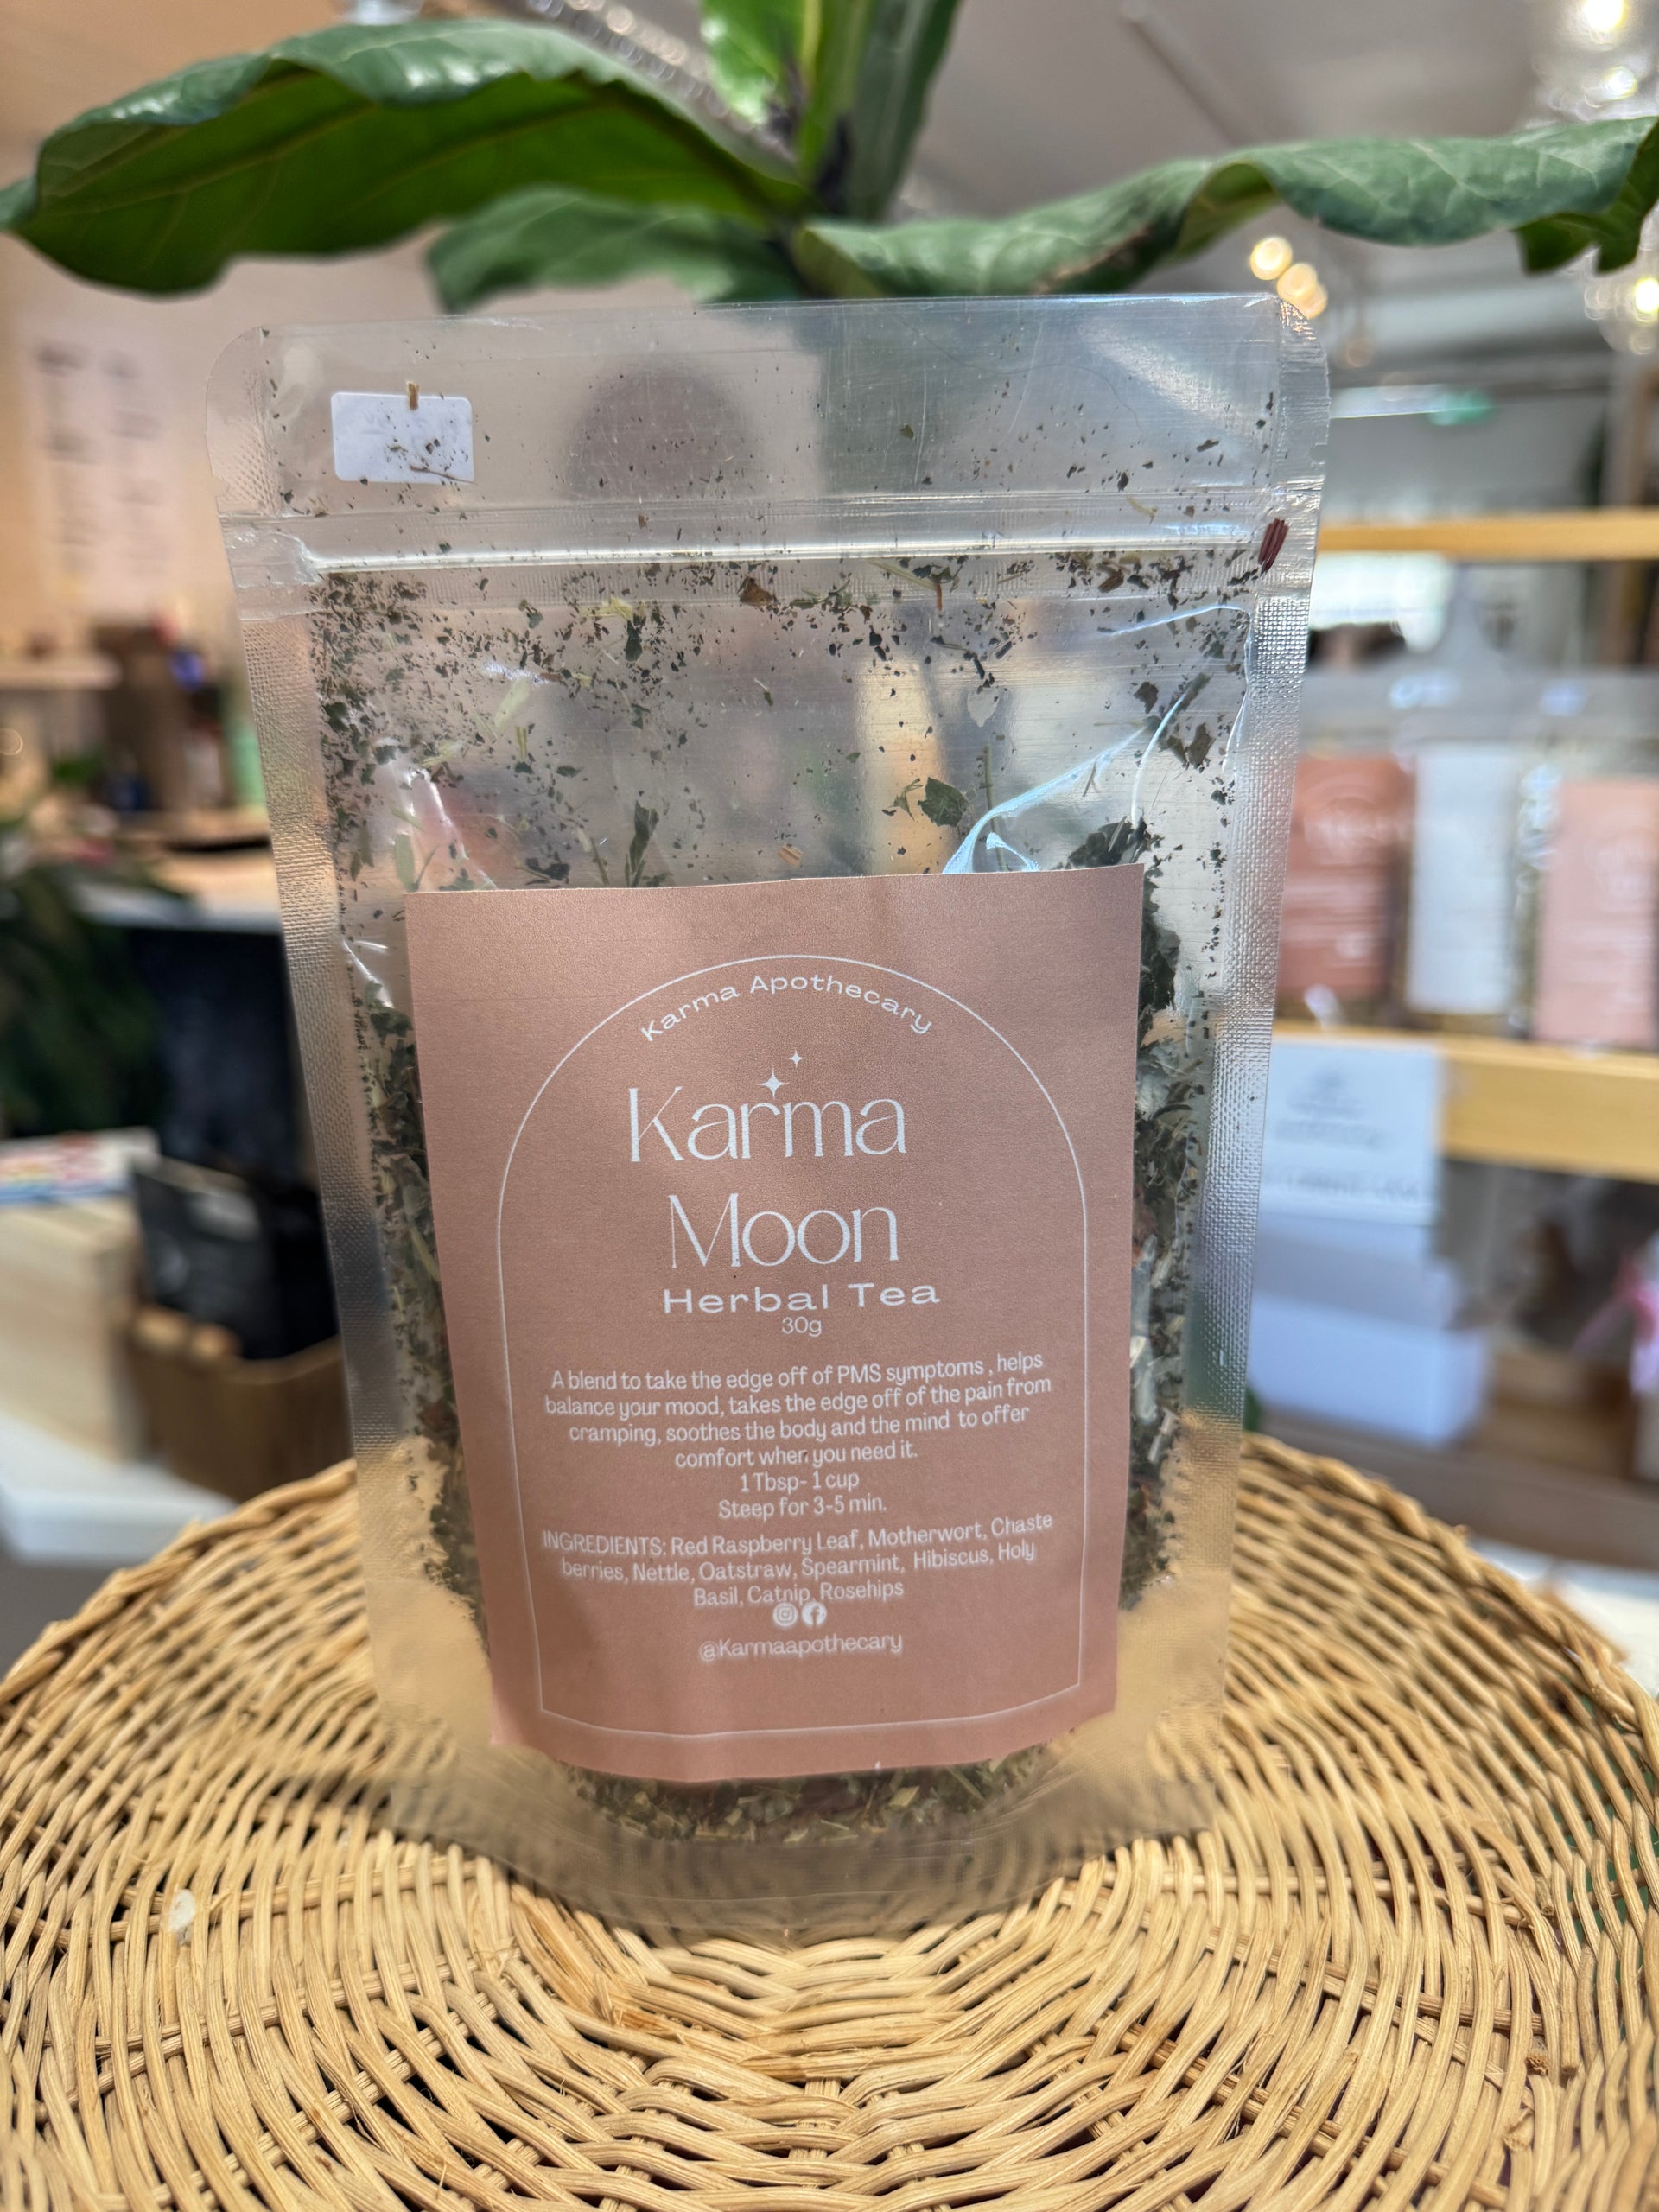 Karma Apothecary
Karma
Moon
Herbal Tea
30g
A blend to take the edge off of PMS symptoms , helps
balance your mood, takes the edge off of the pain from
cramping, soothes the body and the mind to offer
comfort when you need it.
1 Tbsp- 1 cup
Steep for 3-5 min.
INGREDIENTS: Red Raspberry Leaf, Motherwort, Chaste
berries, Nettle, Oatstraw, Spearmint, Hibiscus, Holy
Basil, Catnip, Rosehips
@Karmaapothecary